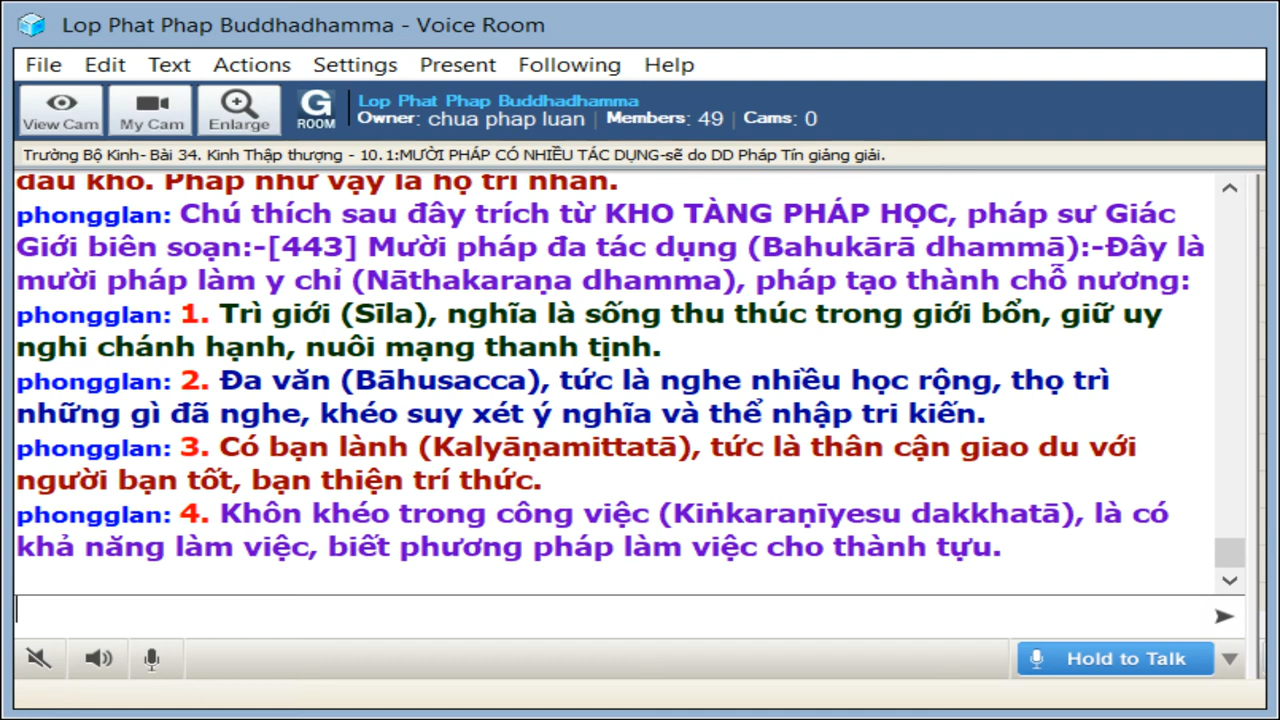 Lop Phat Phap Buddhadhamma - Voice Room
File Edit Text Actions Settings Present Following Help
View Cam My Cam Enlarge G ROOM Lop Phat Phap Buddhadhamma
Owner: chua phap luan | Members: 49 | Cams: 0
Trường Bộ Kinh- Bài 34. Kinh Thập thượng - 10.1:MƯỜI PHÁP CÓ NHIỀU TÁC DỤNG-sẽ do DD Pháp Tín giảng giải.
đau khổ. Pháp như vậy là hộ trì nhân.
phongglan: Chú thích sau đây trích từ KHO TÀNG PHÁP HỌC, pháp sư Giác
Giới biên soạn:-[443] Mười pháp đa tác dụng (Bahukārā dhammā):-Đây là
mười pháp làm y chỉ (Nāthakaraṇa dhamma), pháp tạo thành chỗ nương:
phongglan: 1. Trì giới (Sīla), nghĩa là sống thu thúc trong giới bổn, giữ uy
nghi chánh hạnh, nuôi mạng thanh tịnh.
phongglan: 2. Đa văn (Bāhusacca), tức là nghe nhiều học rộng, thọ trì
những gì đã nghe, khéo suy xét ý nghĩa và thể nhập tri kiến.
phongglan: 3. Có bạn lành (Kalyāṇamittatā), tức là thân cận giao du với
người bạn tốt, bạn thiện trí thức.
phongglan: 4. Khôn khéo trong công việc (Kiṅkaraṇīyesu dakkhatā), là có
khả năng làm việc, biết phương pháp làm việc cho thành tựu.
Hold to Talk